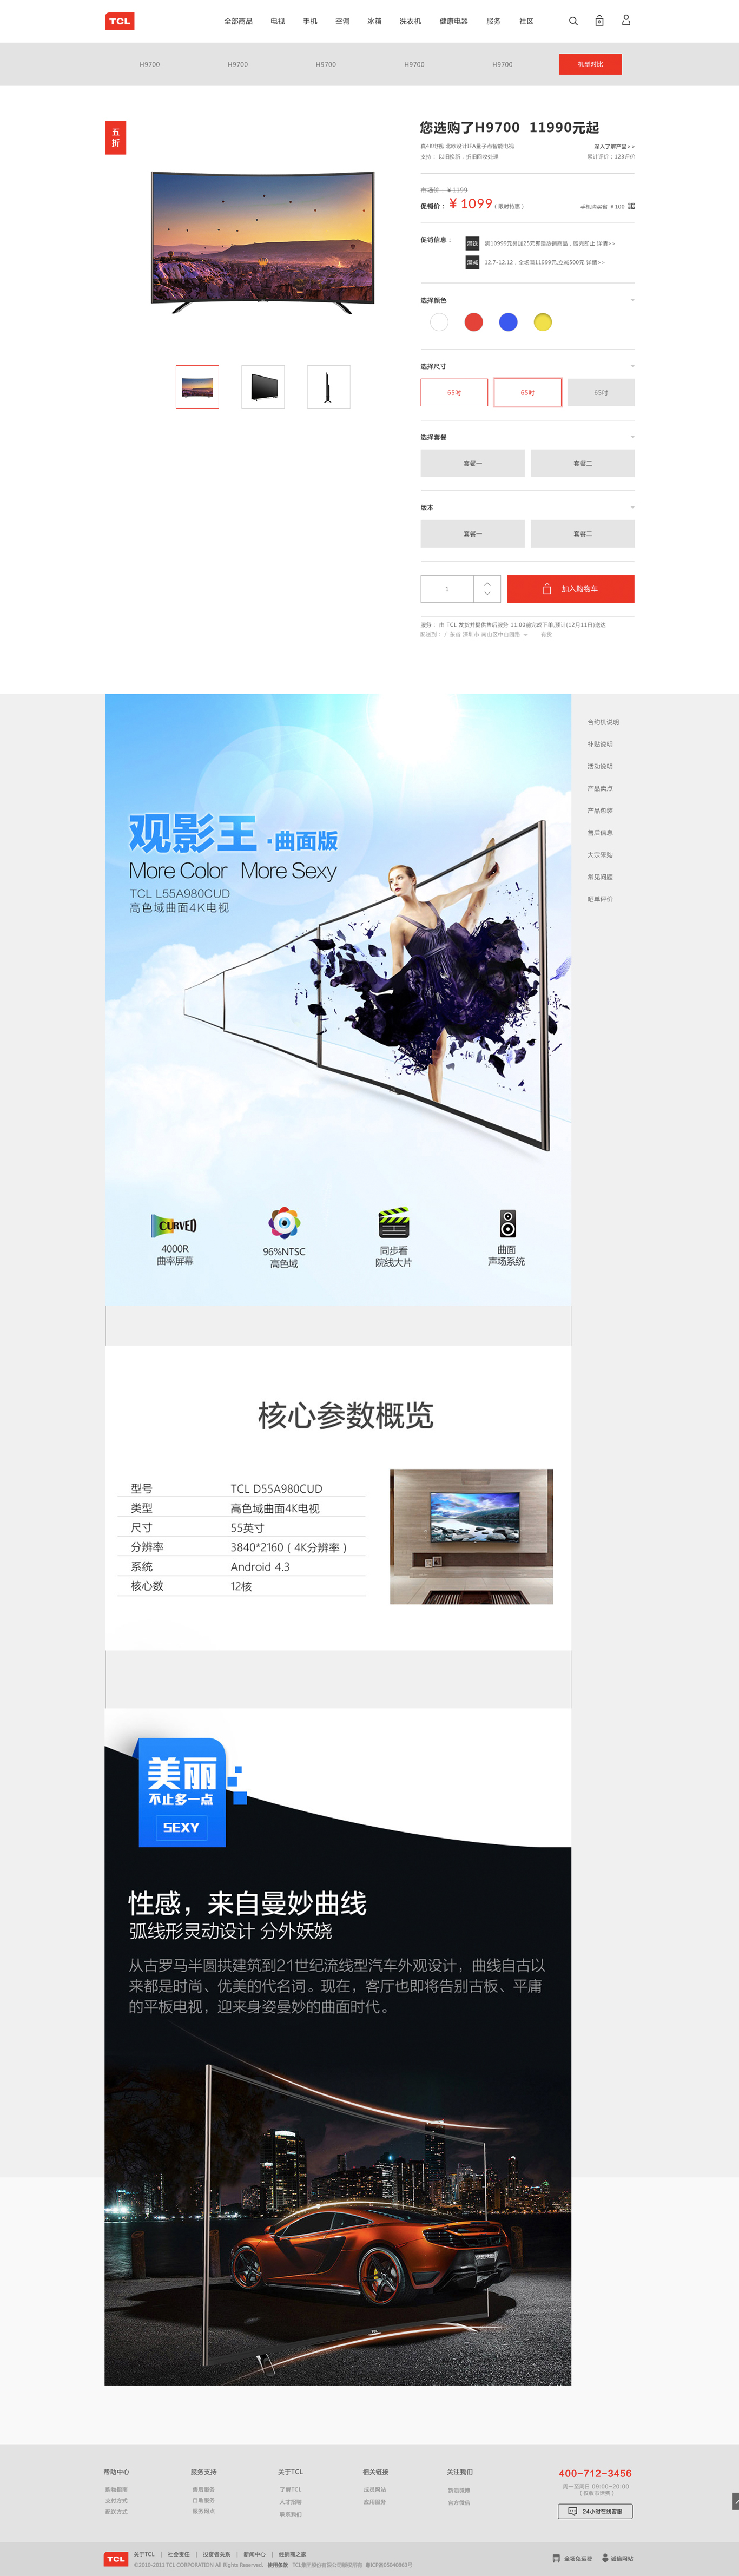 TCL
全部商品 电视 手机 空调 冰箱 洗衣机 健康电器 服务 社区
H9700 H9700 H9700 H9700 H9700 机型对比
五折
您选购了H9700 11990元起
真4K电视 北欧设计IFA量子点智能电视 深入了解产品>>
支持： 以旧换新，折旧回收处理 累计评价：123评价
市场价：￥1199
促销价：￥1099（限时特惠） 手机购买省 ￥100
促销信息：
满送 满10999元另加25元即赠热销商品，赠完即止 详情>>
满减 12.7-12.12，全场满11999元,立减500元 详情>>
选择颜色
选择尺寸
65吋 65吋 65吋
选择套餐
套餐一 套餐二
版本
套餐一 套餐二
1 加入购物车
服务： 由 TCL 发货并提供售后服务 11:00前完成下单,预计(12月11日)送达
配送到： 广东省 深圳市 南山区中山园路 有货
合约机说明
补贴说明
活动说明
产品卖点
产品包装
售后信息
大宗采购
常见问题
晒单评价
观影王·曲面版
More Color More Sexy
TCL L55A980CUD
高色域曲面4K电视
CURVED
4000R
曲率屏幕
96%NTSC
高色域
同步看
院线大片
曲面
声场系统
核心参数概览
型号 TCL D55A980CUD
类型 高色域曲面4K电视
尺寸 55英寸
分辨率 3840*2160（4K分辨率）
系统 Android 4.3
核心数 12核
美丽
不止多一点
SEXY
性感，来自曼妙曲线
弧线形灵动设计 分外妖娆
从古罗马半圆拱建筑到21世纪流线型汽车外观设计，曲线自古以
来都是时尚、优美的代名词。现在，客厅也即将告别古板、平庸
的平板电视，迎来身姿曼妙的曲面时代。
TCL
帮助中心 服务支持 关于TCL 相关链接 关注我们
购物指南 售后服务 了解TCL 成员网站 新浪微博
支付方式 日常服务 人才招聘 应用服务 官方微信
配送方式 服务网点 联系我们
400-712-3456
周一至周日 09:00-20:00
（仅收市话费）
24小时在线客服
TCL
关于TCL | 社会责任 | 投资者关系 | 新闻中心 | 经销商之家
©2010-2011 TCL CORPORATION All Rights Reserved. 使用条款 TCL集团股份有限公司版权所有 粤ICP备05040863号
全场免运费 诚信网站